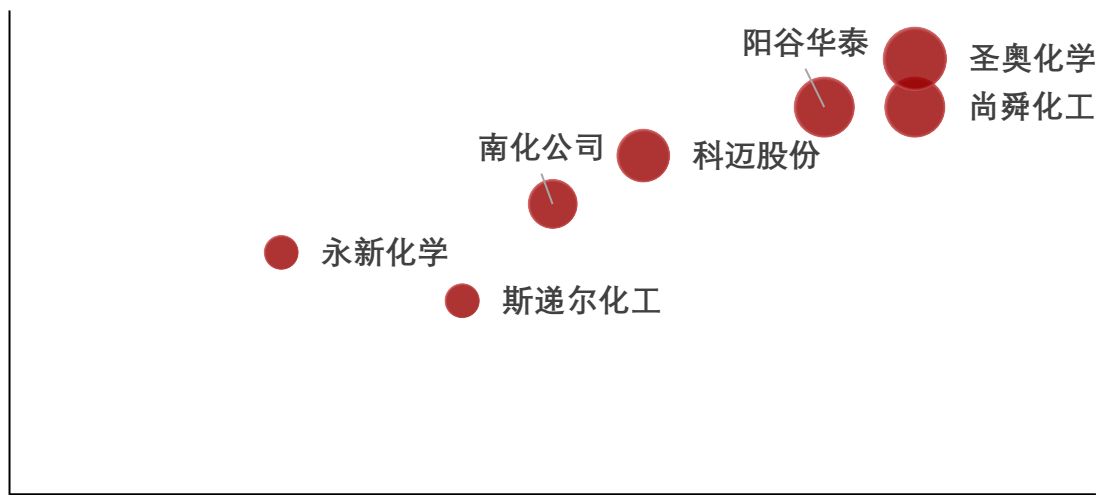 阳谷华泰
圣奥化学
尚舜化工
南化公司
科迈股份
永新化学
斯递尔化工